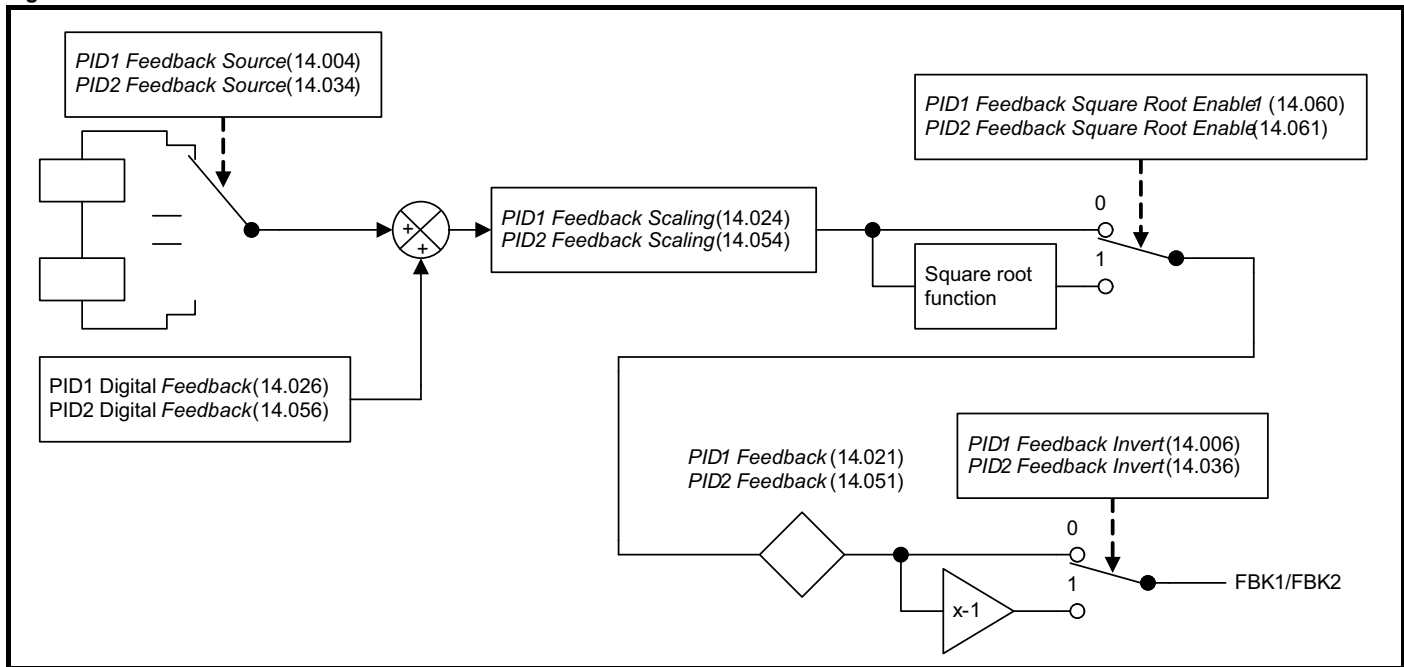 PID1 Feedback Source(14.004)
PID2 Feedback Source(14.034)
PID1 Feedback Square Root Enable1 (14.060)
PID2 Feedback Square Root Enable(14.061)
0
1
+
+
PID1 Feedback Scaling(14.024)
PID2 Feedback Scaling(14.054)
Square root
function
PID1 Digital Feedback(14.026)
PID2 Digital Feedback(14.056)
PID1 Feedback (14.021)
PID2 Feedback (14.051)
PID1 Feedback Invert(14.006)
PID2 Feedback Invert(14.036)
0
1
x-1
FBK1/FBK2